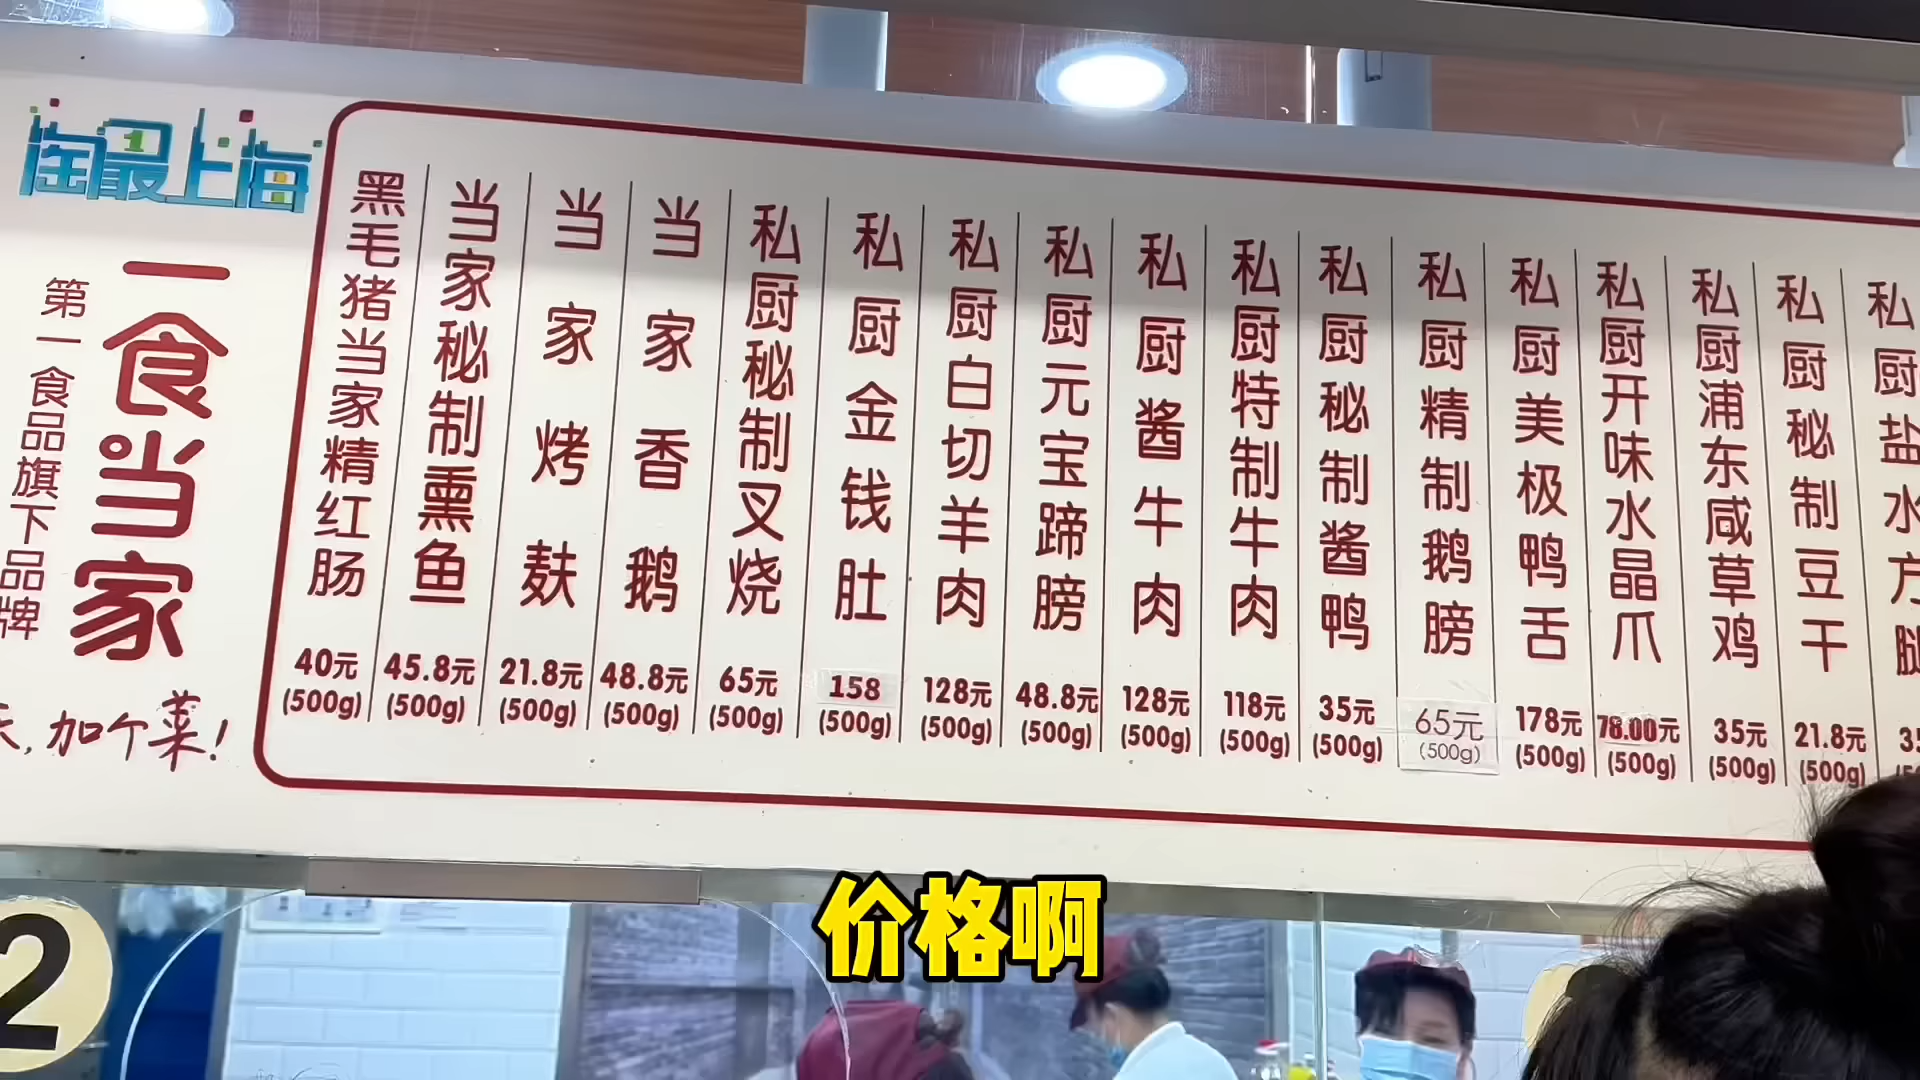 淘最上海
1
一食当家
第一食品旗下品牌
天,加个菜!
黑毛猪当家精红肠
40元
(500g)
当家秘制熏鱼
45.8元
(500g)
当家烤麸
21.8元
(500g)
当家香鹅
48.8元
(500g)
私厨秘制叉烧
65元
(500g)
私厨金钱肚
158
(500g)
私厨白切羊肉
128元
(500g)
私厨元宝蹄膀
48.8元
(500g)
私厨酱牛肉
128元
(500g)
私厨特制牛肉
118元
(500g)
私厨秘制酱鸭
35元
(500g)
私厨精制鹅膀
65元
(500g)
私厨美极鸭舌
178元
(500g)
私厨开味水晶爪
78.00元
(500g)
私厨浦东咸草鸡
35元
(500g)
私厨秘制豆干
21.8元
(500g)
私厨盐水方腿
2
价格啊